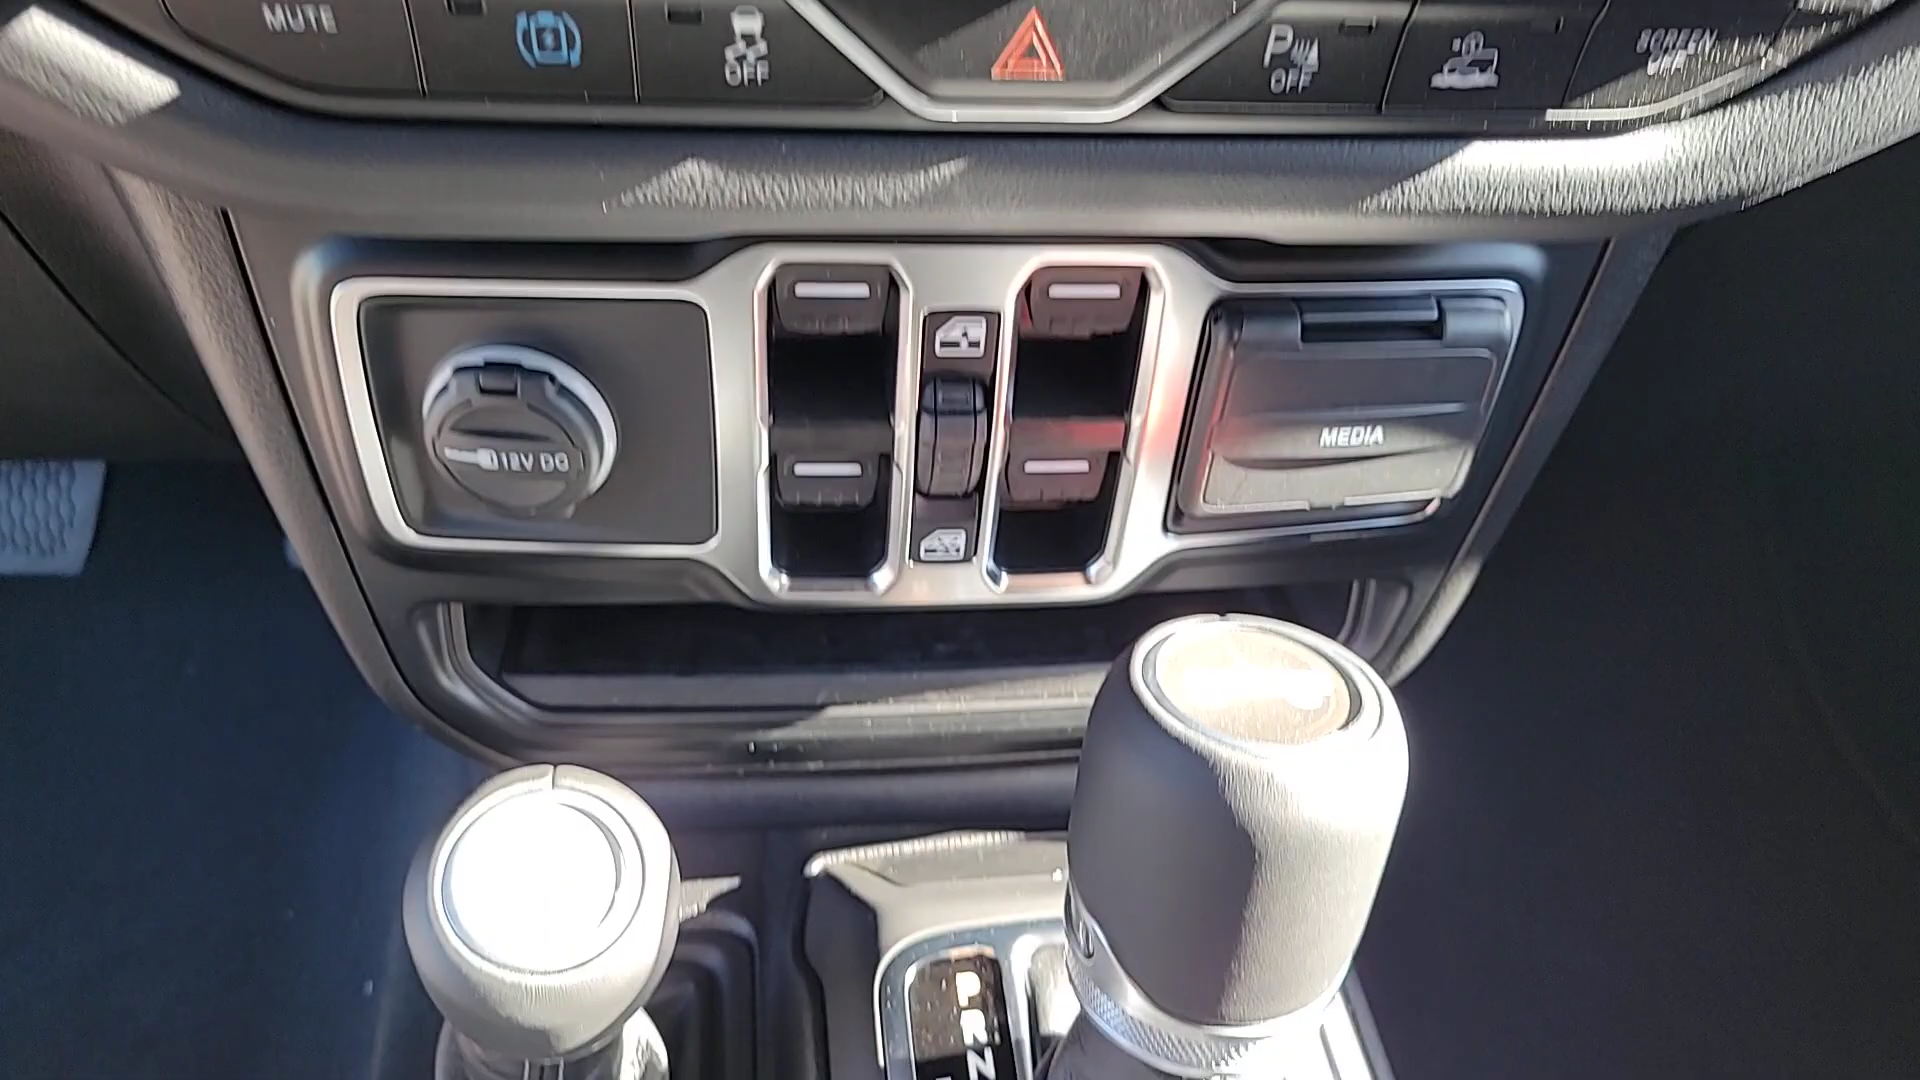 MUTE
OFF
P
OFF
SCREEN
OFF
12V DC
MEDIA
P
R
N